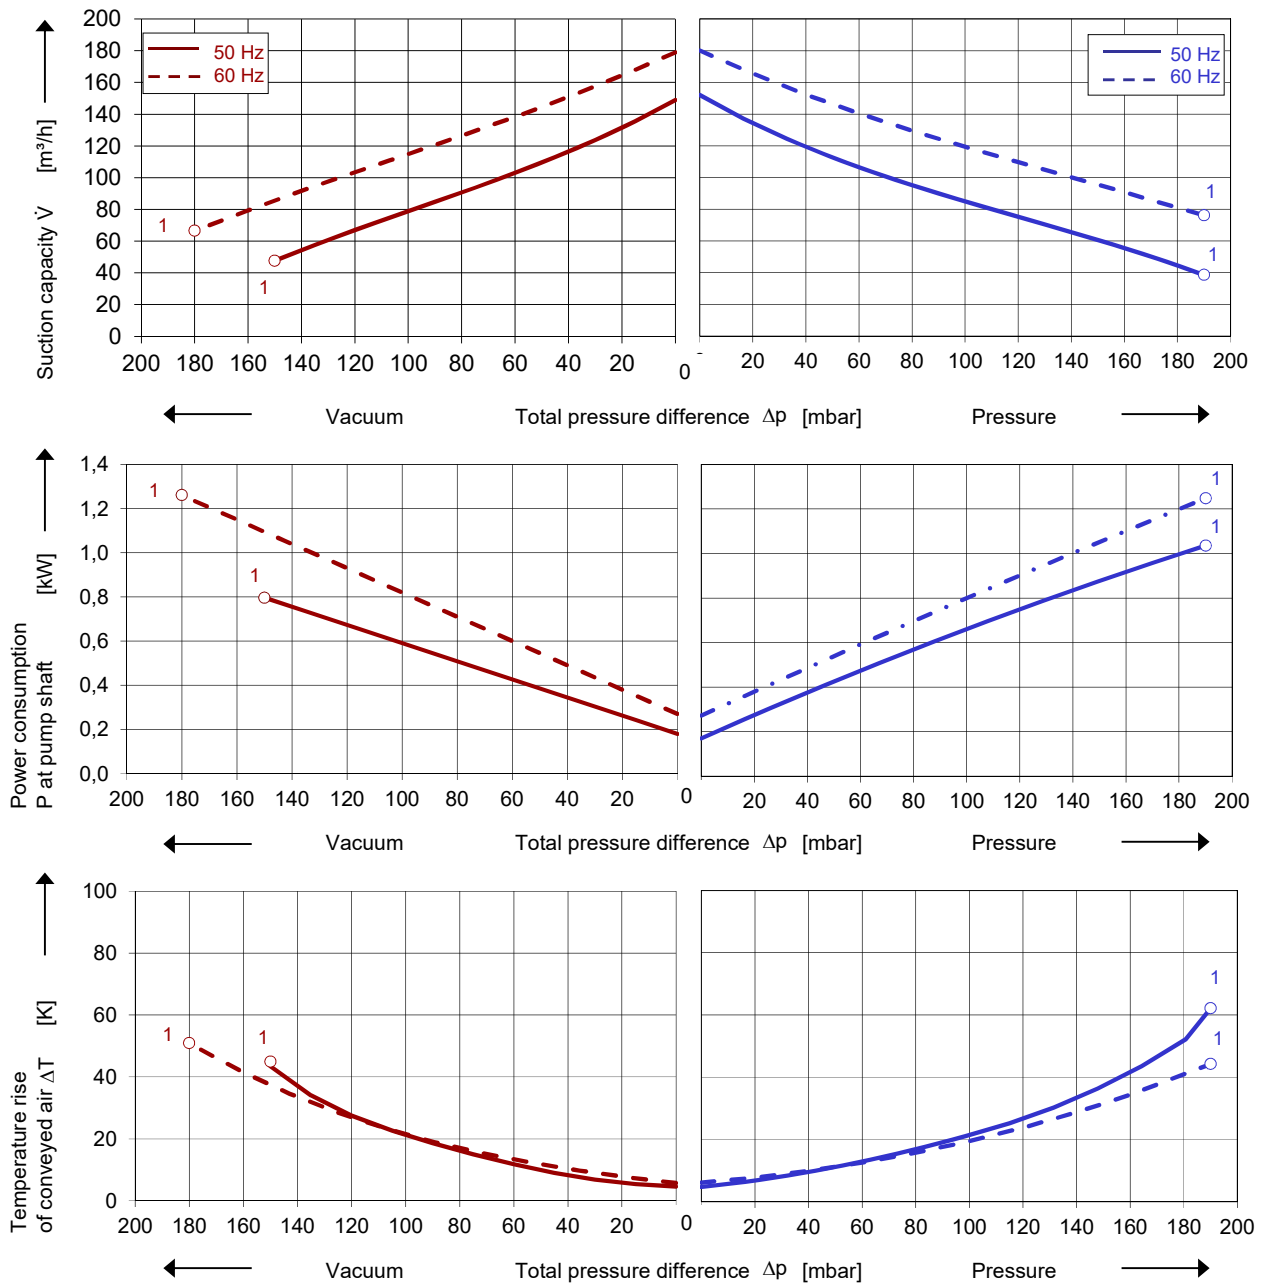 200
180
160
140
120
100
80
60
40
20
0
Suction capacity V̇ [m³/h]
50 Hz
60 Hz
50 Hz
60 Hz
1
1
1
1
200 180 160 140 120 100 80 60 40 20 0 20 40 60 80 100 120 140 160 180 200
Vacuum Total pressure difference Δp [mbar] Pressure
1,4
1,2
1,0
0,8
0,6
0,4
0,2
0,0
Power consumption
P at pump shaft [kW]
1
1
1
1
200 180 160 140 120 100 80 60 40 20 0 20 40 60 80 100 120 140 160 180 200
Vacuum Total pressure difference Δp [mbar] Pressure
100
80
60
40
20
0
Temperature rise
of conveyed air ΔT [K]
1
1
1
1
200 180 160 140 120 100 80 60 40 20 0 20 40 60 80 100 120 140 160 180 200
Vacuum Total pressure difference Δp [mbar] Pressure